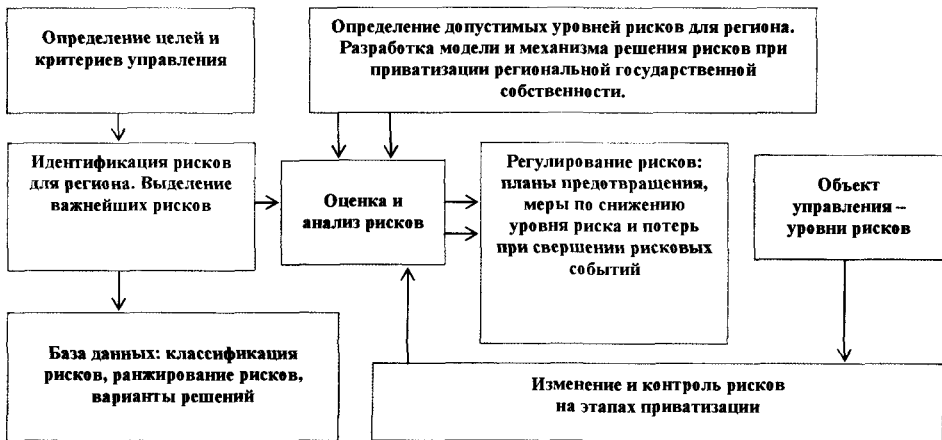 Определение целей и
критериев управления
Определение допустимых уровней рисков для региона.
Разработка модели и механизма решения рисков при
приватизации региональной государственной
собственности.
Идентификация рисков
для региона. Выделение
важнейших рисков
Оценка и
анализ рисков
Регулирование рисков:
планы предотвращения,
меры по снижению
уровня риска и потерь
при свершении рисковых
событий
Объект
управления –
уровни рисков
База данных: классификация
рисков, ранжирование рисков,
варианты решений
Изменение и контроль рисков
на этапах приватизации